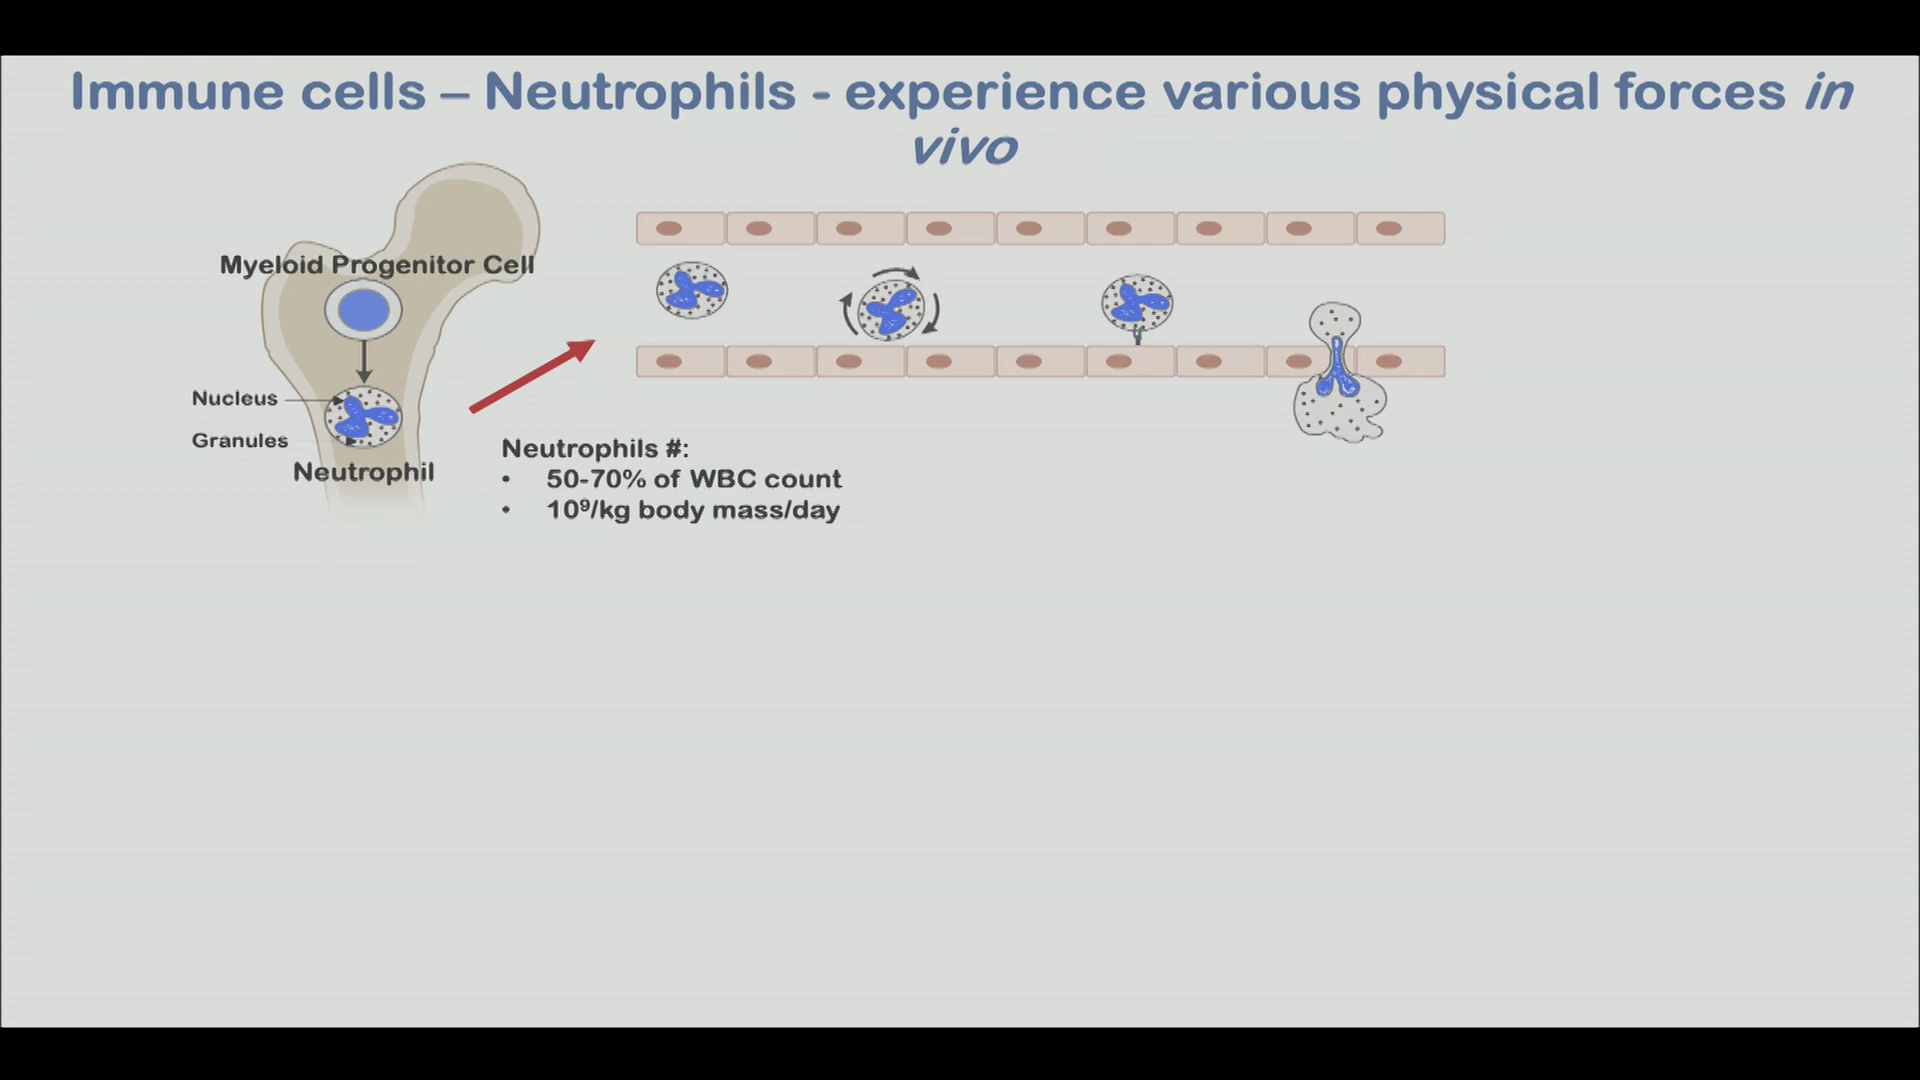 Immune cells – Neutrophils - experience various physical forces in
vivo
Myeloid Progenitor Cell
Nucleus
Granules
Neutrophil
Neutrophils #:
• 50-70% of WBC count
• 10⁹/kg body mass/day